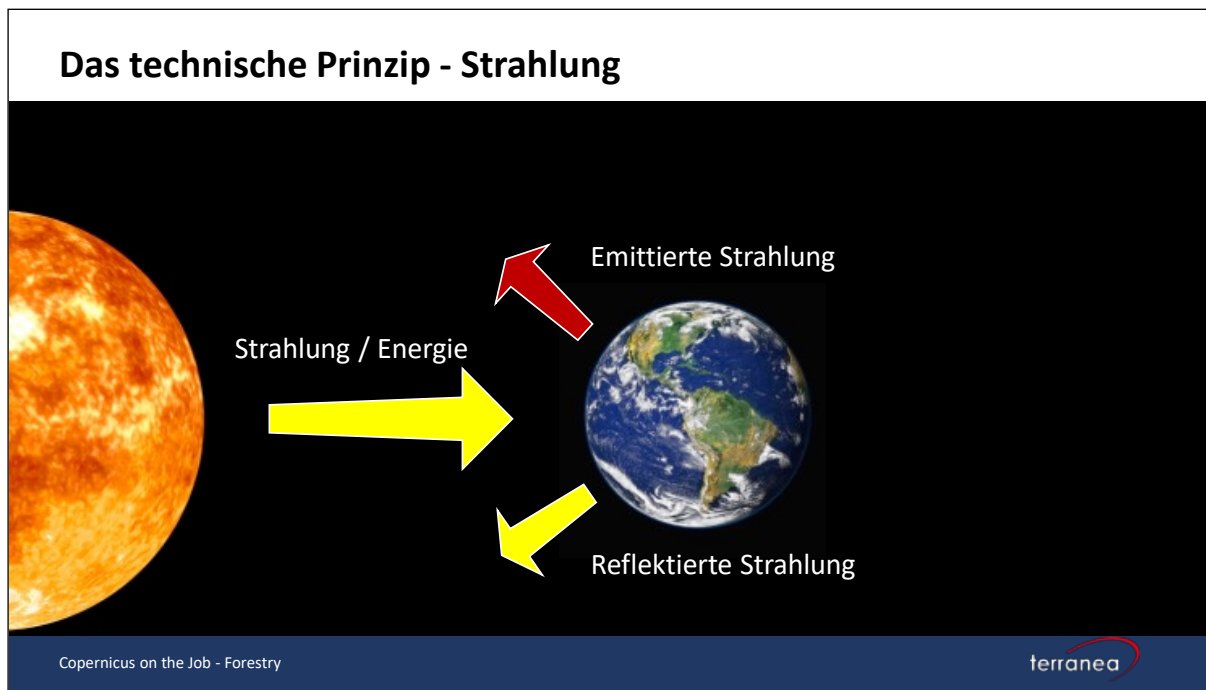 Das technische Prinzip - Strahlung
Emittierte Strahlung
Strahlung / Energie
Reflektierte Strahlung
Copernicus on the Job - Forestry
terranea